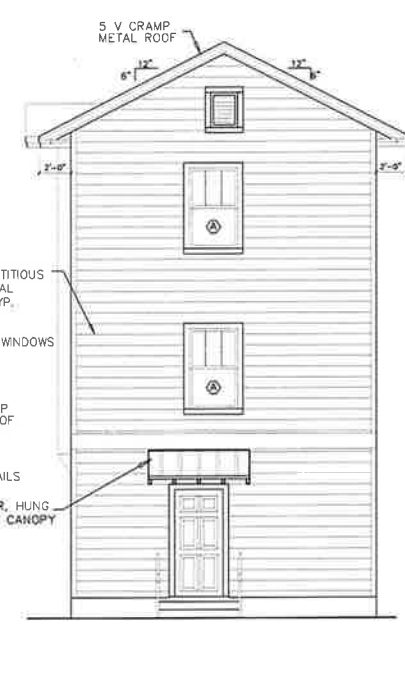 5 V CRAMP
METAL ROOF
12"
6"
12"
6"
2'-0"
2'-0"
A
TITIOUS
AL
YP.
WINDOWS
A
P
OF
AILS
R, HUNG
CANOPY